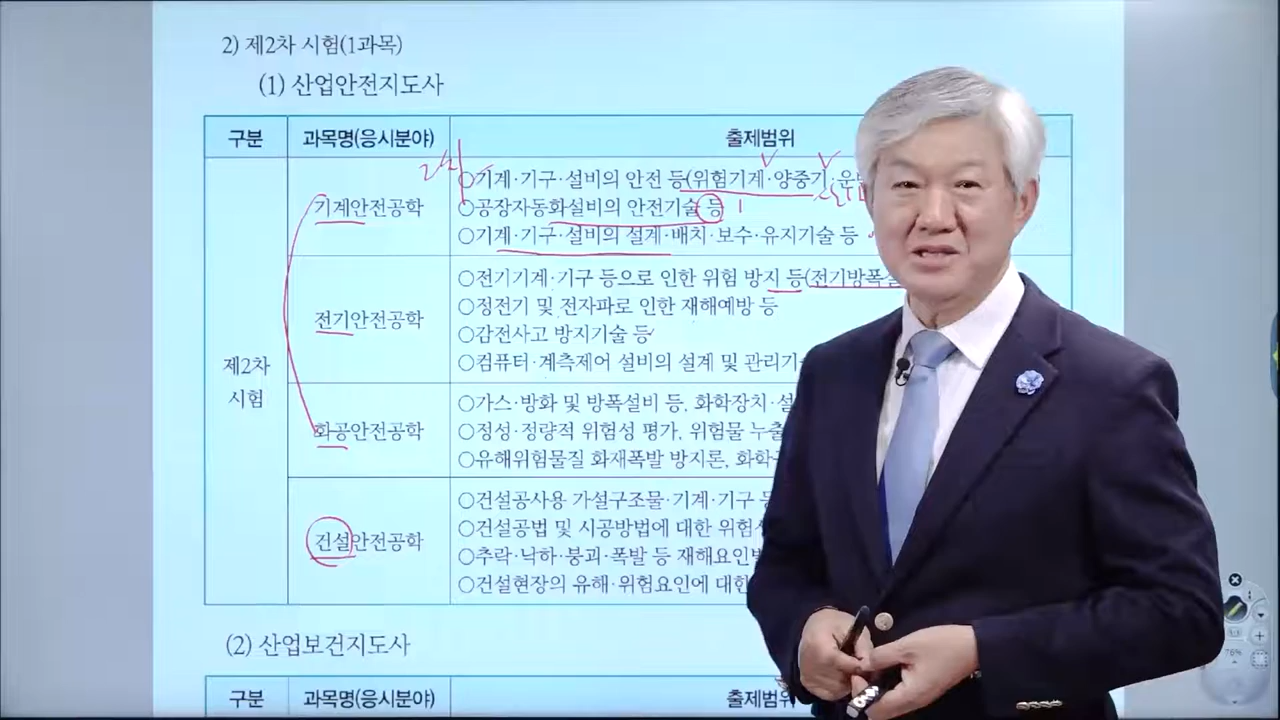 2) 제2차 시험(1과목)
(1) 산업안전지도사
구분 과목명(응시분야) 출제범위
제2차 시험
기계안전공학
○기계·기구·설비의 안전 등(위험기계·양중기·운
○공장자동화설비의 안전기술 등
○기계·기구·설비의 설계·배치·보수·유지기술 등
전기안전공학
○전기기계·기구 등으로 인한 위험 방지 등(전기방폭설
○정전기 및 전자파로 인한 재해예방 등
○감전사고 방지기술 등
○컴퓨터·계측제어 설비의 설계 및 관리기
화공안전공학
○가스·방화 및 방폭설비 등, 화학장치·설
○정성·정량적 위험성 평가, 위험물 누출
○유해위험물질 화재폭발 방지론, 화학
건설안전공학
○건설공사용 가설구조물·기계·기구 등
○건설공법 및 시공방법에 대한 위험
○추락·낙하·붕괴·폭발 등 재해요인별
○건설현장의 유해·위험요인에 대한
(2) 산업보건지도사
구분 과목명(응시분야) 출제범위
76%